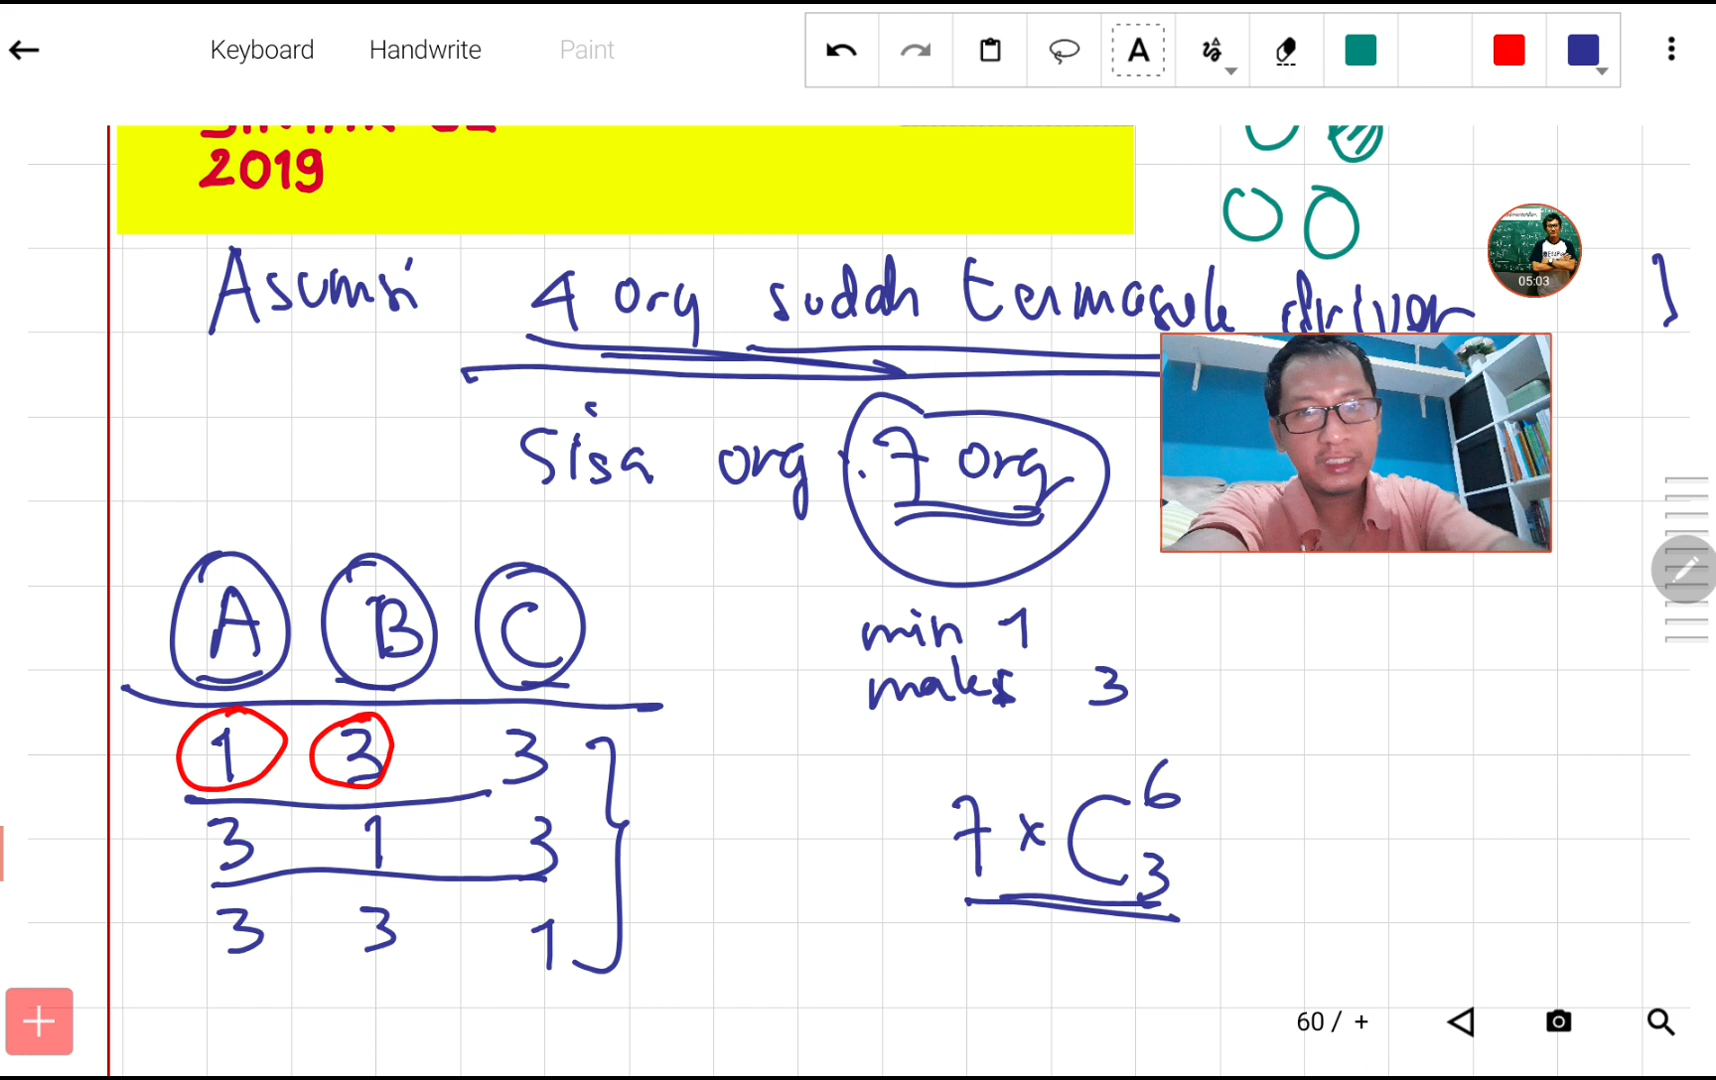 Keyboard Handwrite Paint A
2019
Asumsi 4 org sudah termasuk driver
05:03
Sisa org : 7 org
A B C
min 1
maks 3
1 3 3
3 1 3
3 3 1
7 x C 6 3
60 / +